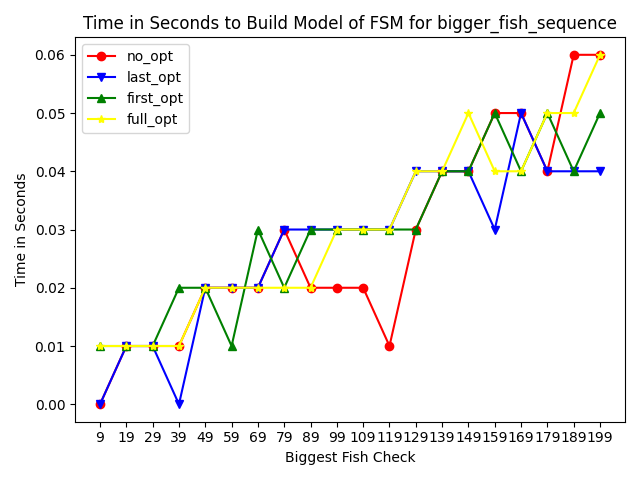 Time in Seconds to Build Model of FSM for bigger_fish_sequence
no_opt
last_opt
first_opt
full_opt
0.06
0.05
0.04
0.03
0.02
0.01
0.00
Time in Seconds
9 19 29 39 49 59 69 79 89 99 109 119 129 139 149 159 169 179 189 199
Biggest Fish Check